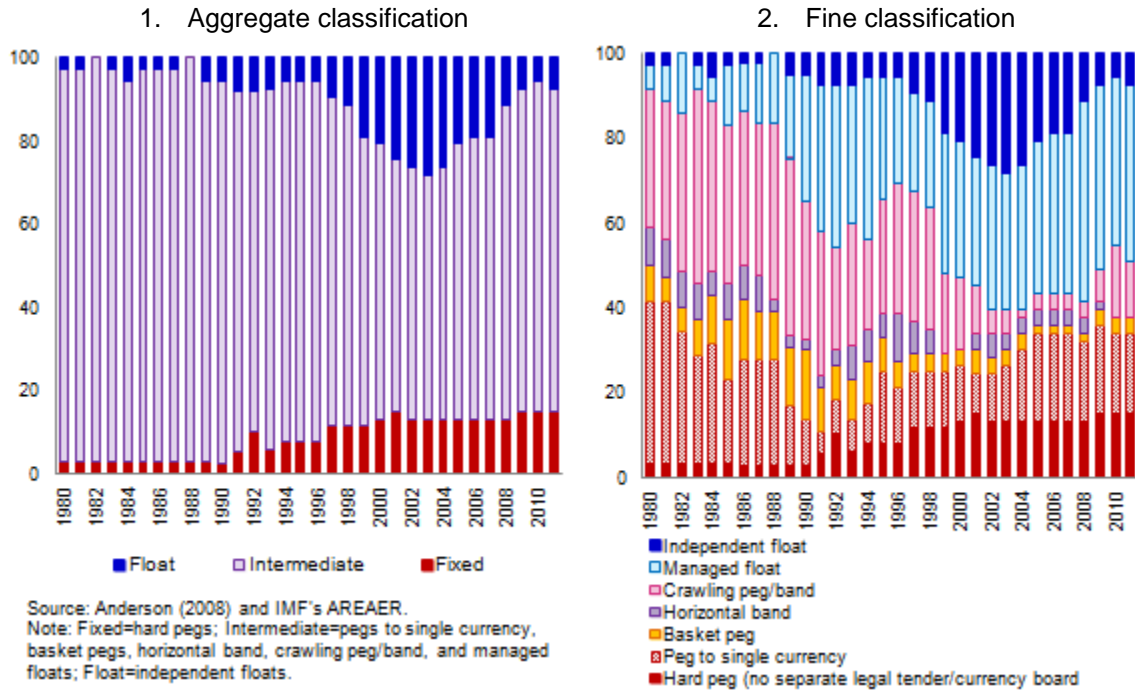 1. Aggregate classification
100
80
60
40
20
0
1980
1982
1984
1986
1988
1990
1992
1994
1996
1998
2000
2002
2004
2006
2008
2010
Float
Intermediate
Fixed
Source: Anderson (2008) and IMF's AREAER.
Note: Fixed=hard pegs; Intermediate=pegs to single currency,
basket pegs, horizontal band, crawling peg/band, and managed
floats; Float=independent floats.
2. Fine classification
100
80
60
40
20
0
1980
1982
1984
1986
1988
1990
1992
1994
1996
1998
2000
2002
2004
2006
2008
2010
Independent float
Managed float
Crawling peg/band
Horizontal band
Basket peg
Peg to single currency
Hard peg (no separate legal tender/currency board